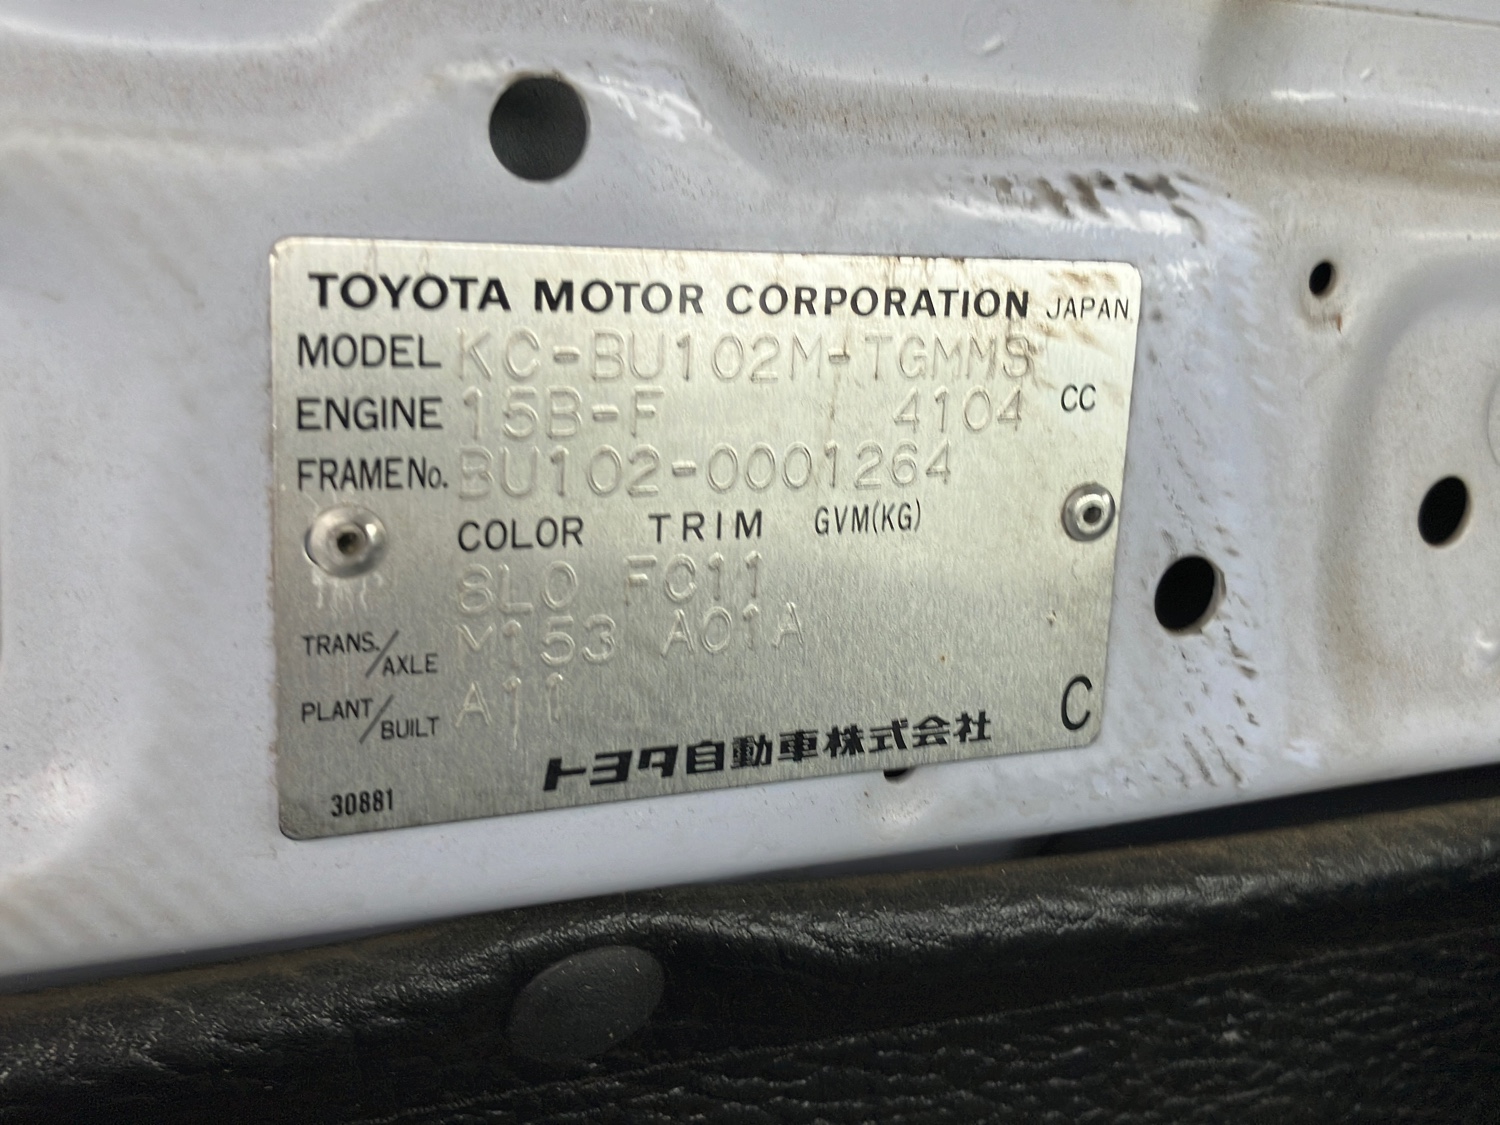 TOYOTA MOTOR CORPORATION JAPAN
MODEL KC-BU102M-TGMMS
ENGINE 15B-F 4104 CC
FRAME No. BU102-0001264
COLOR TRIM GVM(KG)
8L0 FC11
TRANS./AXLE M153 A01A
PLANT/BUILT A11
トヨタ自動車株式会社 C
30881